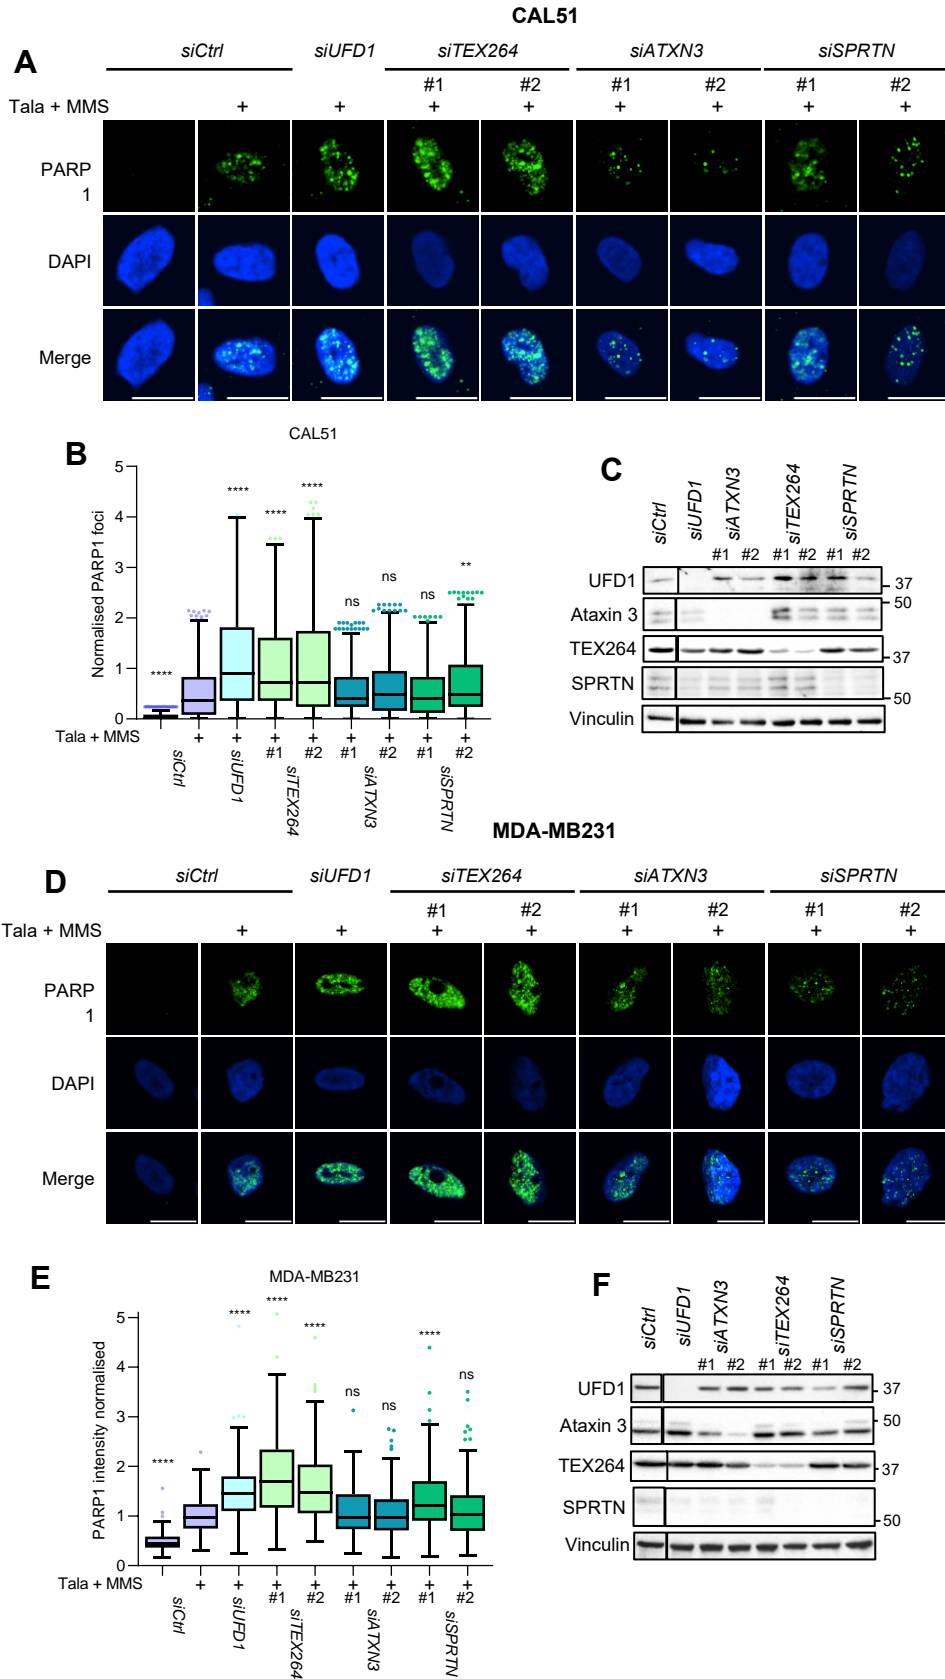 CAL51
A
siCtrl siUFD1 siTEX264 siATXN3 siSPRTN
#1 #2 #1 #2 #1 #2
Tala + MMS + + + + + + + +
PARP
1
DAPI
Merge
B
CAL51
Normalised PARP1 foci
5
4
3
2
1
0
**** **** **** **** ns ns ns **
Tala + MMS + + + + + + + +
#1 #2 #1 #2 #1 #2
siCtrl siUFD1 siTEX264 siATXN3 siSPRTN
C
siCtrl siUFD1 siATXN3 siTEX264 siSPRTN
#1 #2 #1 #2 #1 #2
UFD1 37
Ataxin 3 50
TEX264 37
SPRTN 50
Vinculin
MDA-MB231
D
siCtrl siUFD1 siTEX264 siATXN3 siSPRTN
#1 #2 #1 #2 #1 #2
Tala + MMS + + + + + + + +
PARP
1
DAPI
Merge
E
MDA-MB231
PARP1 intensity normalised
5
4
3
2
1
0
**** **** **** **** ns ns **** ns
Tala + MMS + + + + + + + +
#1 #2 #1 #2 #1 #2
siCtrl siUFD1 siTEX264 siATXN3 siSPRTN
F
siCtrl siUFD1 siATXN3 siTEX264 siSPRTN
#1 #2 #1 #2 #1 #2
UFD1 37
Ataxin 3 50
TEX264 37
SPRTN 50
Vinculin